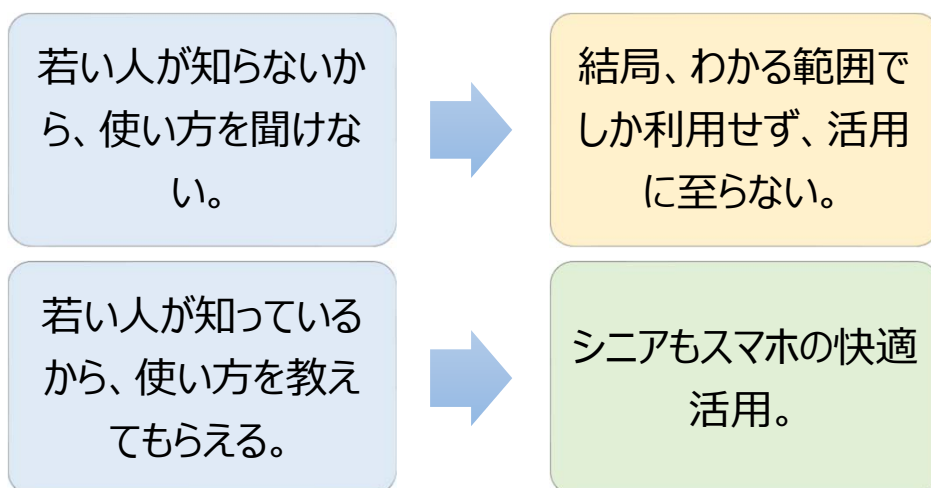 若い人が知らないか
ら、使い方を聞けな
い。
結局、わかる範囲で
しか利用せず、活用
に至らない。
若い人が知っている
から、使い方を教え
てもらえる。
シニアもスマホの快適
活用。